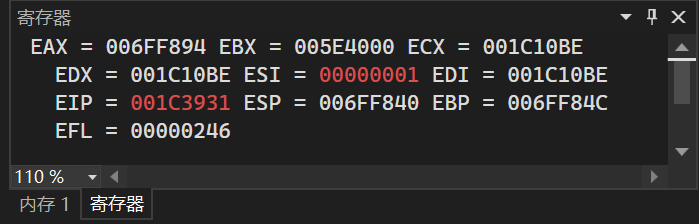 寄存器
EAX = 006FF894 EBX = 005E4000 ECX = 001C10BE
EDX = 001C10BE ESI = 00000001 EDI = 001C10BE
EIP = 001C3931 ESP = 006FF840 EBP = 006FF84C
EFL = 00000246
110 %
内存 1 寄存器